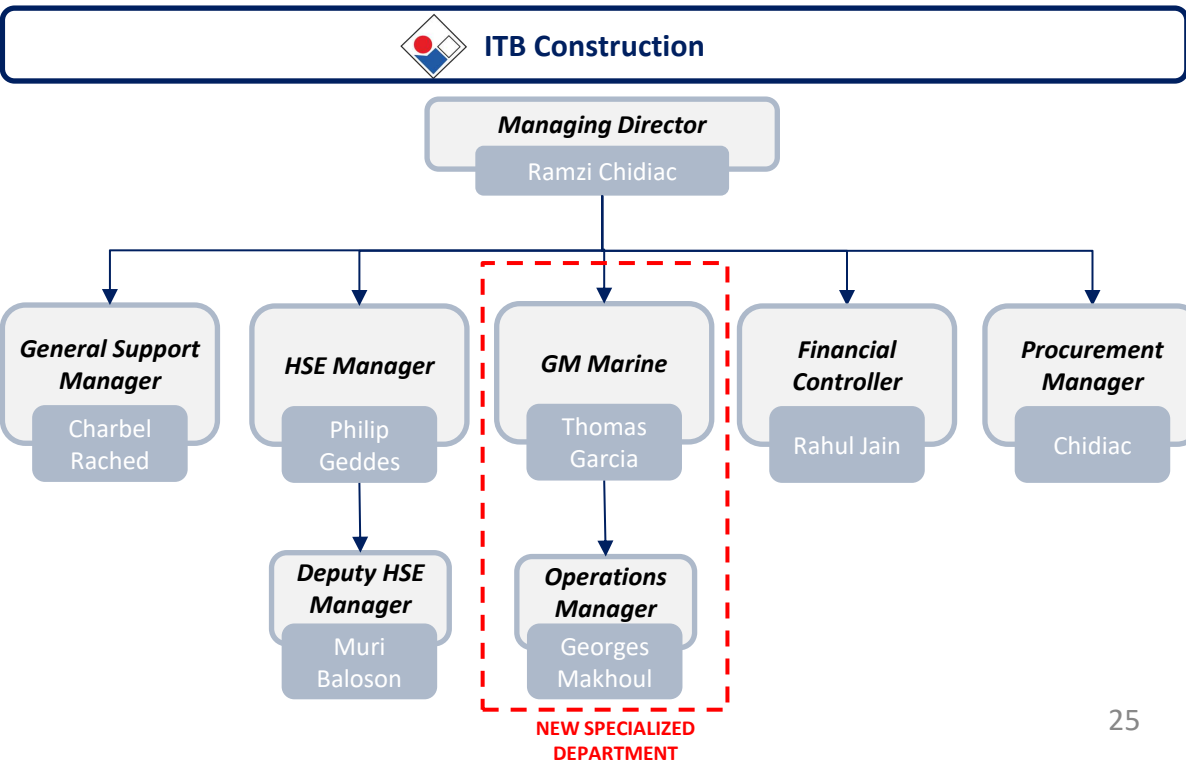 ITB Construction
Managing Director
Ramzi Chidiac
General Support
Manager
Charbel
Rached
HSE Manager
Philip
Geddes
GM Marine
Thomas
Garcia
Financial
Controller
Rahul Jain
Procurement
Manager
Chidiac
Deputy HSE
Manager
Muri
Baloson
Operations
Manager
Georges
Makhoul
NEW SPECIALIZED
DEPARTMENT
25